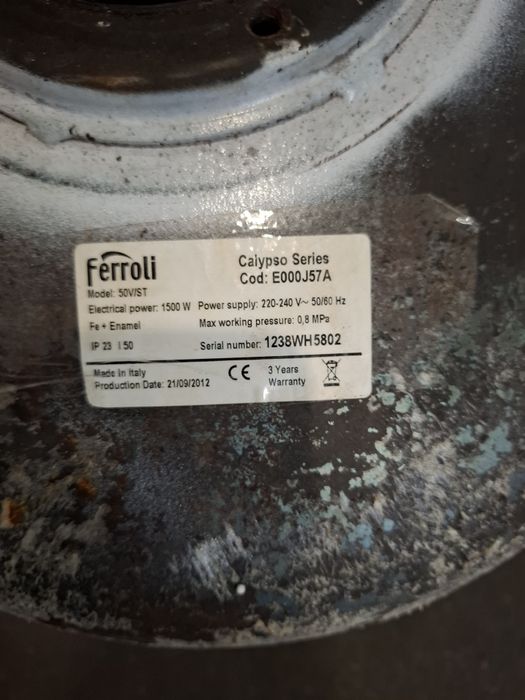 Ferroli
Calypso Series
Cod: E000J57A
Model: 50V/ST
Electrical power: 1500 W Power supply: 220-240 V~ 50/60 Hz
Fe + Enamel Max working pressure: 0,8 MPa
IP 23 I 50 Serial number: 1238WH5802
Made in Italy
Production Date: 21/09/2012
CE
3 Years
Warranty